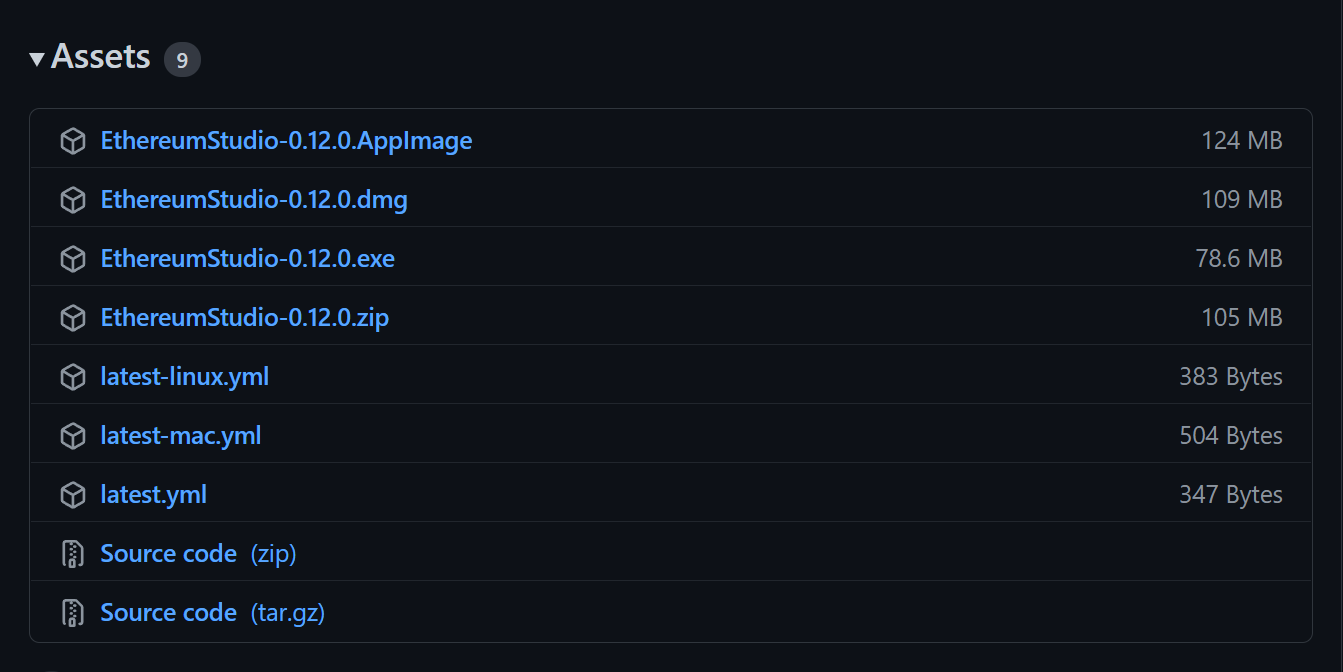 Assets 9
EthereumStudio-0.12.0.AppImage 124 MB
EthereumStudio-0.12.0.dmg 109 MB
EthereumStudio-0.12.0.exe 78.6 MB
EthereumStudio-0.12.0.zip 105 MB
latest-linux.yml 383 Bytes
latest-mac.yml 504 Bytes
latest.yml 347 Bytes
Source code (zip)
Source code (tar.gz)